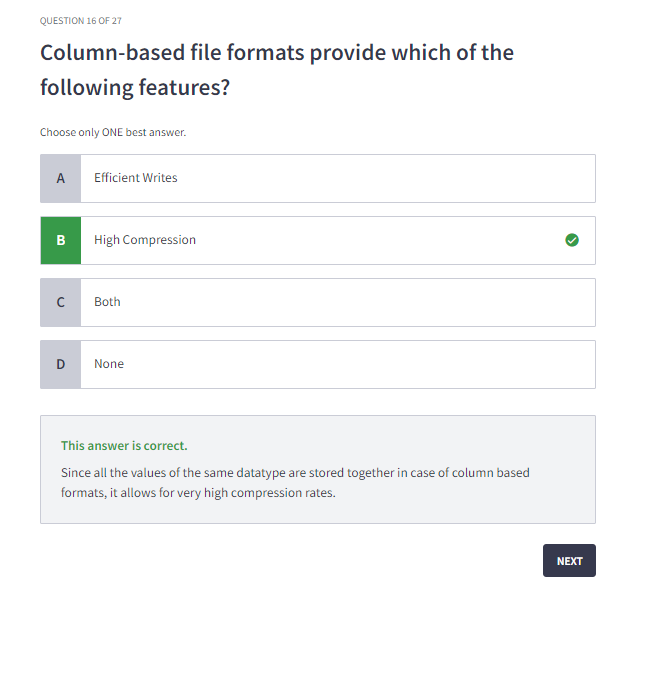 QUESTION 16 OF 27
Column-based file formats provide which of the
following features?
Choose only ONE best answer.
A Efficient Writes
B High Compression
C Both
D None
This answer is correct.
Since all the values of the same datatype are stored together in case of column based
formats, it allows for very high compression rates.
NEXT